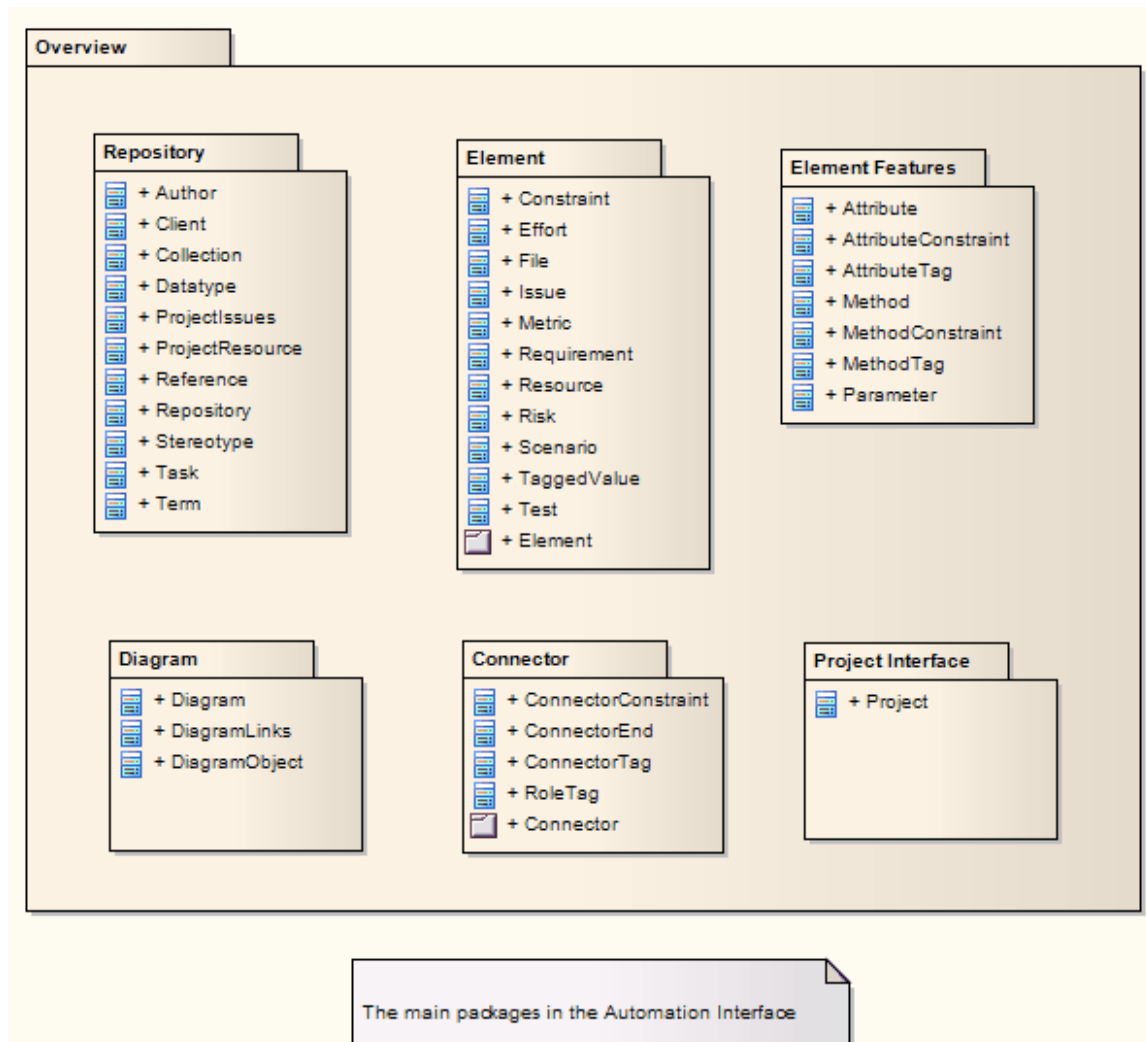 Overview
Repository
+ Author
+ Client
+ Collection
+ Datatype
+ ProjectIssues
+ ProjectResource
+ Reference
+ Repository
+ Stereotype
+ Task
+ Term
Element
+ Constraint
+ Effort
+ File
+ Issue
+ Metric
+ Requirement
+ Resource
+ Risk
+ Scenario
+ TaggedValue
+ Test
+ Element
Element Features
+ Attribute
+ AttributeConstraint
+ AttributeTag
+ Method
+ MethodConstraint
+ MethodTag
+ Parameter
Diagram
+ Diagram
+ DiagramLinks
+ DiagramObject
Connector
+ ConnectorConstraint
+ ConnectorEnd
+ ConnectorTag
+ RoleTag
+ Connector
Project Interface
+ Project
The main packages in the Automation Interface